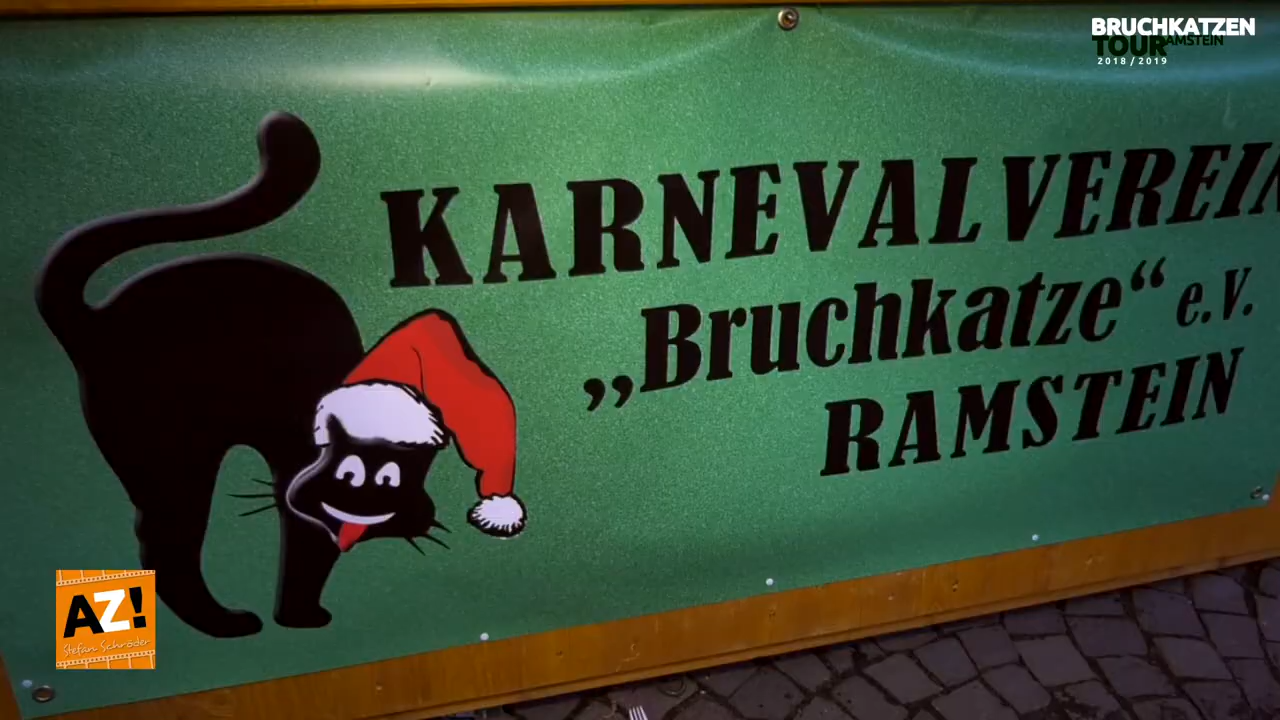 BRUCHKATZEN
TOUR RAMSTEIN
2018/2019
KARNEVALVEREIN
„Bruchkatze“ e.V.
RAMSTEIN
AZ!
Stefan Schröder